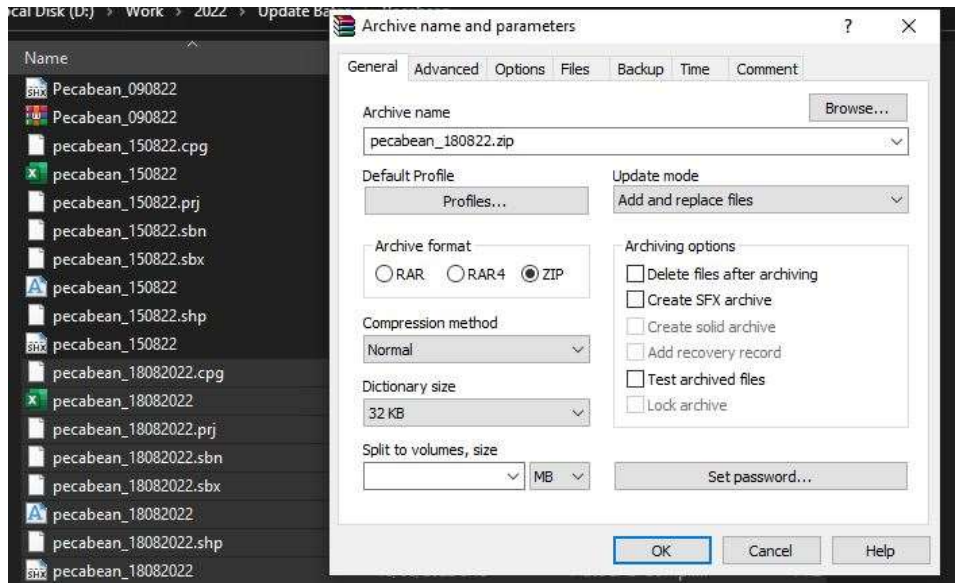 cal Disk (D:) > Work > 2022 > Update Ba
Name
Pecabean_090822
Pecabean_090822
pecabean_150822.cpg
pecabean_150822
pecabean_150822.prj
pecabean_150822.sbn
pecabean_150822.sbx
pecabean_150822
pecabean_150822.shp
pecabean_150822
pecabean_18082022.cpg
pecabean_18082022
pecabean_18082022.prj
pecabean_18082022.sbn
pecabean_18082022.sbx
pecabean_18082022
pecabean_18082022.shp
pecabean_18082022
Archive name and parameters
General Advanced Options Files Backup Time Comment
Archive name
Browse...
pecabean_180822.zip
Default Profile
Profiles...
Update mode
Add and replace files
Archive format
RAR RAR4 ZIP
Compression method
Normal
Dictionary size
32 KB
Split to volumes, size
MB
Archiving options
Delete files after archiving
Create SFX archive
Create solid archive
Add recovery record
Test archived files
Lock archive
Set password...
OK Cancel Help